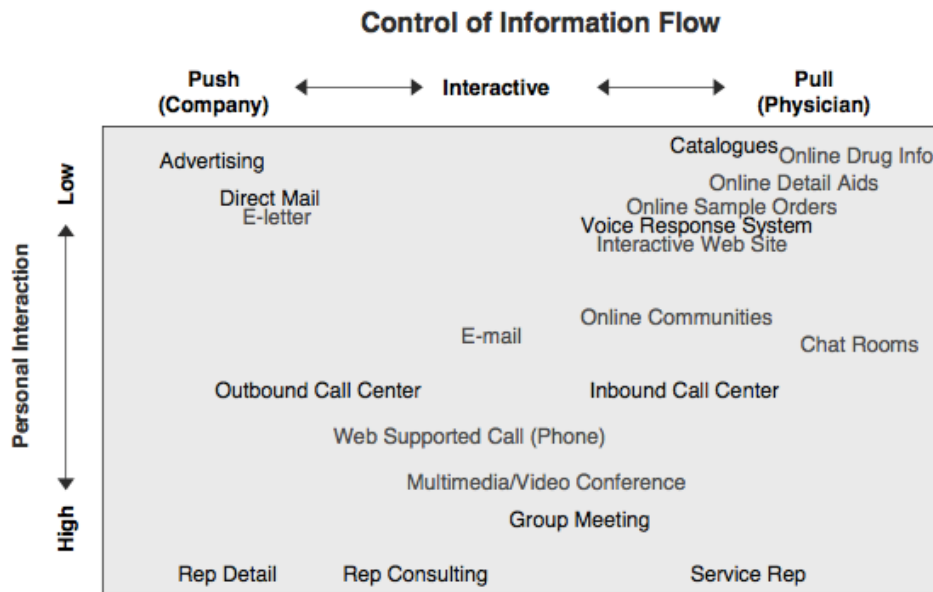 Control of Information Flow
Push
(Company)
Interactive
Pull
(Physician)
Personal Interaction
Low
High
Advertising
Catalogues
Online Drug Info
Online Detail Aids
Direct Mail
E-letter
Online Sample Orders
Voice Response System
Interactive Web Site
Online Communities
E-mail
Chat Rooms
Outbound Call Center
Inbound Call Center
Web Supported Call (Phone)
Multimedia/Video Conference
Group Meeting
Rep Detail
Rep Consulting
Service Rep